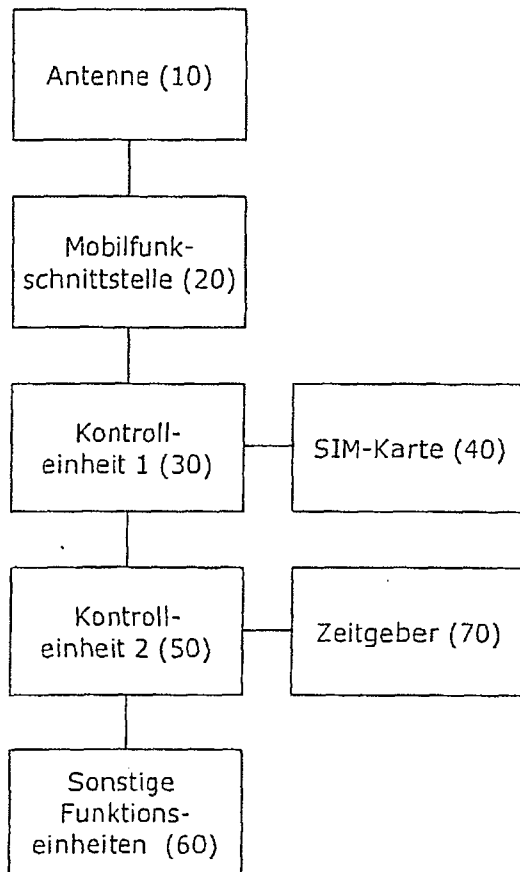 Antenne (10)
Mobilfunk-
schnittstelle (20)
Kontroll-
einheit 1 (30)
SIM-Karte (40)
Kontroll-
einheit 2 (50)
Zeitgeber (70)
Sonstige
Funktions-
einheiten (60)